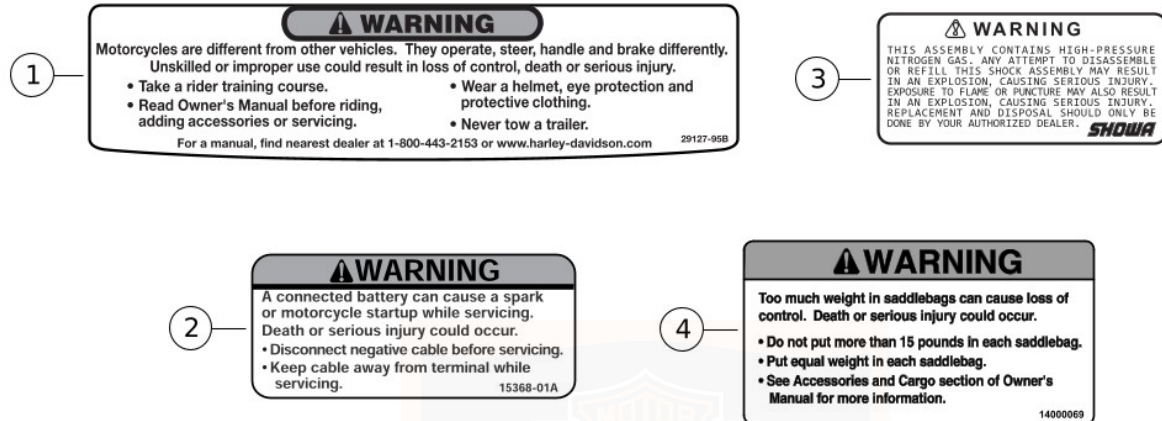 1
WARNING
Motorcycles are different from other vehicles. They operate, steer, handle and brake differently.
Unskilled or improper use could result in loss of control, death or serious injury.
• Take a rider training course.
• Read Owner's Manual before riding,
adding accessories or servicing.
• Wear a helmet, eye protection and
protective clothing.
• Never tow a trailer.
For a manual, find nearest dealer at 1-800-443-2153 or www.harley-davidson.com
29127-95B
3
WARNING
THIS ASSEMBLY CONTAINS HIGH-PRESSURE
NITROGEN GAS. ANY ATTEMPT TO DISASSEMBLE
OR REFILL THIS SHOCK ASSEMBLY MAY RESULT
IN AN EXPLOSION, CAUSING SERIOUS INJURY.
EXPOSURE TO FLAME OR PUNCTURE MAY ALSO RESULT
IN AN EXPLOSION, CAUSING SERIOUS INJURY.
REPLACEMENT AND DISPOSAL SHOULD ONLY BE
DONE BY YOUR AUTHORIZED DEALER.
SHOWA
2
WARNING
A connected battery can cause a spark
or motorcycle startup while servicing.
Death or serious injury could occur.
• Disconnect negative cable before servicing.
• Keep cable away from terminal while
servicing.
15368-01A
4
WARNING
Too much weight in saddlebags can cause loss of
control. Death or serious injury could occur.
• Do not put more than 15 pounds in each saddlebag.
• Put equal weight in each saddlebag.
• See Accessories and Cargo section of Owner's
Manual for more information.
14000069
MOTOR